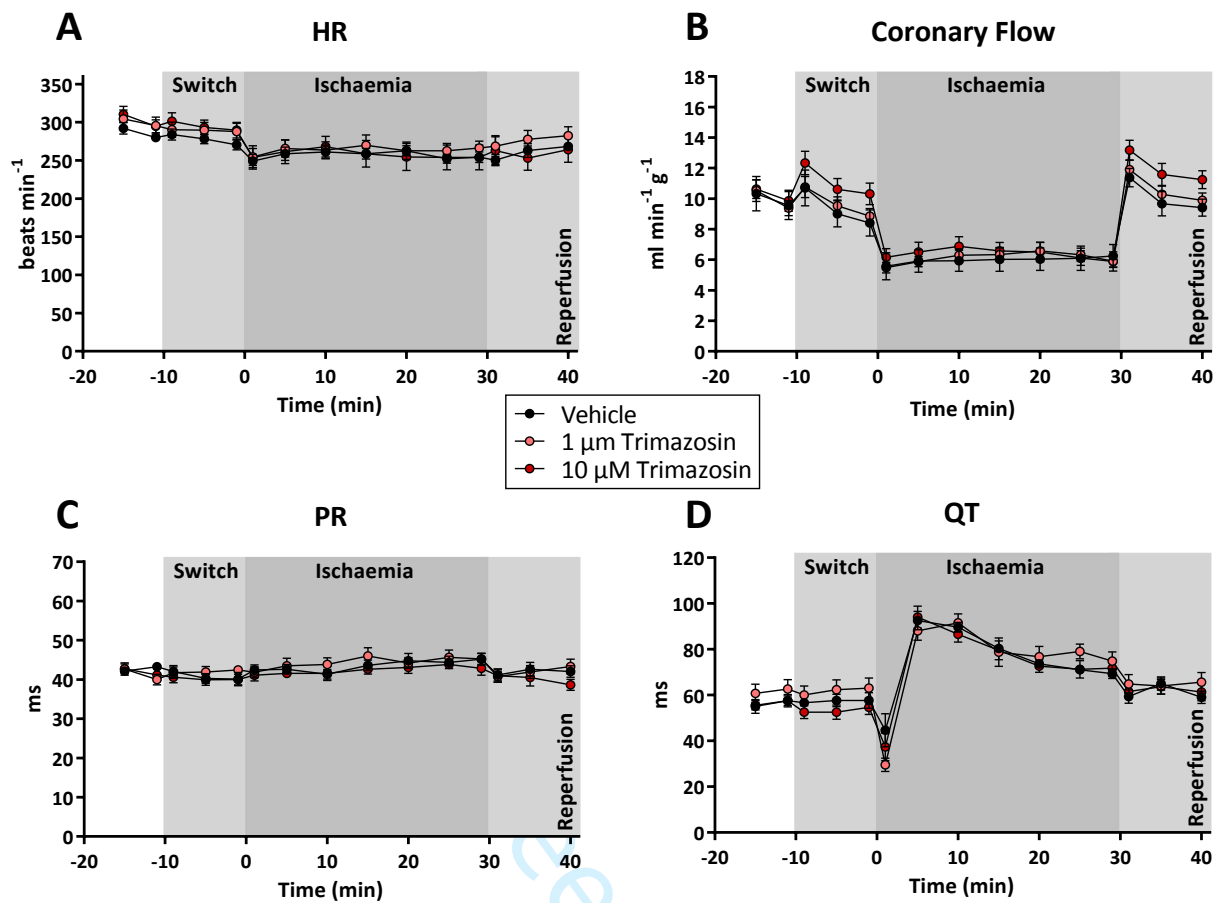 A
HR
Switch
Ischaemia
Reperfusion
beats min-1
350
300
250
200
150
100
50
0
-20 -10 0 10 20 30 40
Time (min)
B
Coronary Flow
Switch
Ischaemia
Reperfusion
ml min-1 g-1
18
16
14
12
10
8
6
4
2
0
-20 -10 0 10 20 30 40
Time (min)
Vehicle
1 μm Trimazosin
10 μM Trimazosin
C
PR
Switch
Ischaemia
Reperfusion
ms
70
60
50
40
30
20
10
0
-20 -10 0 10 20 30 40
Time (min)
D
QT
Switch
Ischaemia
Reperfusion
ms
120
100
80
60
40
20
0
-20 -10 0 10 20 30 40
Time (min)